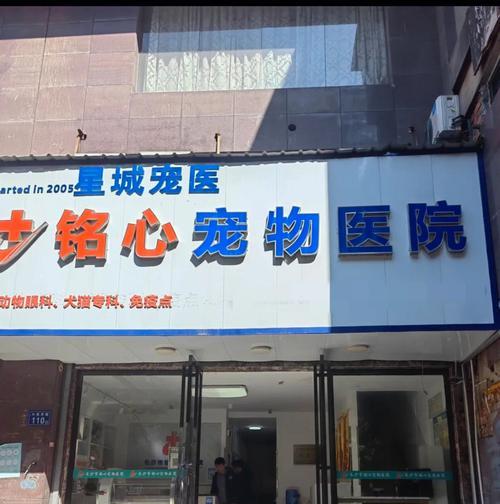 arted in 2005
星城宠医
铭心宠物医院
动物眼科、犬猫专科、免疫点
110